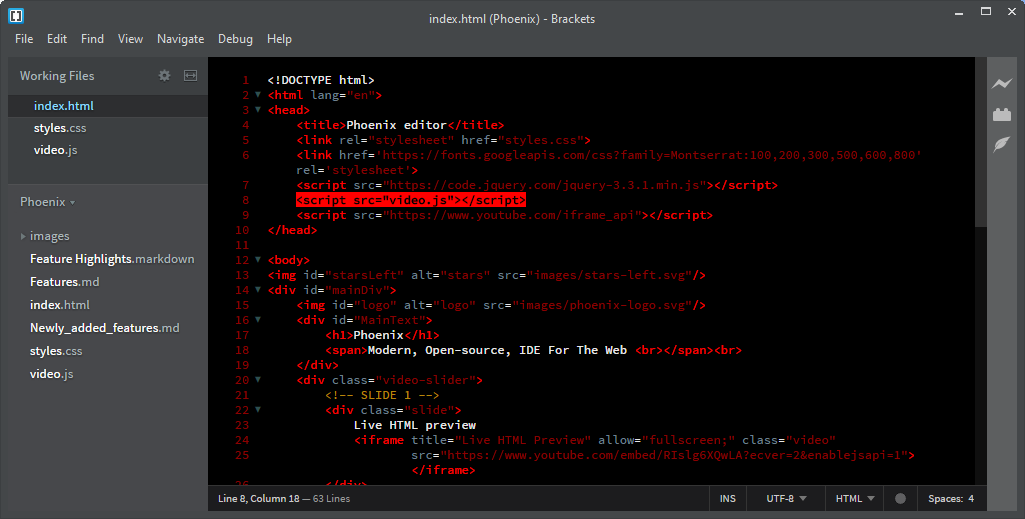 index.html (Phoenix) - Brackets
File Edit Find View Navigate Debug Help
Working Files
index.html
styles.css
video.js
Phoenix
images
Feature Highlights.markdown
Features.md
index.html
Newly_added_features.md
styles.css
video.js
1 <!DOCTYPE html>
2 <html lang="en">
3 <head>
4 <title>Phoenix editor</title>
5 <link rel="stylesheet" href="styles.css">
6 <link href='https://fonts.googleapis.com/css?family=Montserrat:100,200,300,500,600,800'
rel='stylesheet'>
7 <script src="https://code.jquery.com/jquery-3.3.1.min.js"></script>
8 <script src="video.js"></script>
9 <script src="https://www.youtube.com/iframe_api"></script>
10 </head>
11
12 <body>
13 <img id="starsLeft" alt="stars" src="images/stars-left.svg"/>
14 <div id="mainDiv">
15 <img id="logo" alt="logo" src="images/phoenix-logo.svg"/>
16 <div id="MainText">
17 <h1>Phoenix</h1>
18 <span>Modern, Open-source, IDE For The Web <br></span><br>
19 </div>
20 <div class="video-slider">
21 <!-- SLIDE 1 -->
22 <div class="slide">
23 Live HTML preview
24 <iframe title="Live HTML Preview" allow="fullscreen;" class="video"
25 src="https://www.youtube.com/embed/RIslg6XQwLA?ecver=2&enablejsapi=1">
</iframe>
26 </div>
Line 8, Column 18 — 63 Lines
INS UTF-8 HTML Spaces: 4